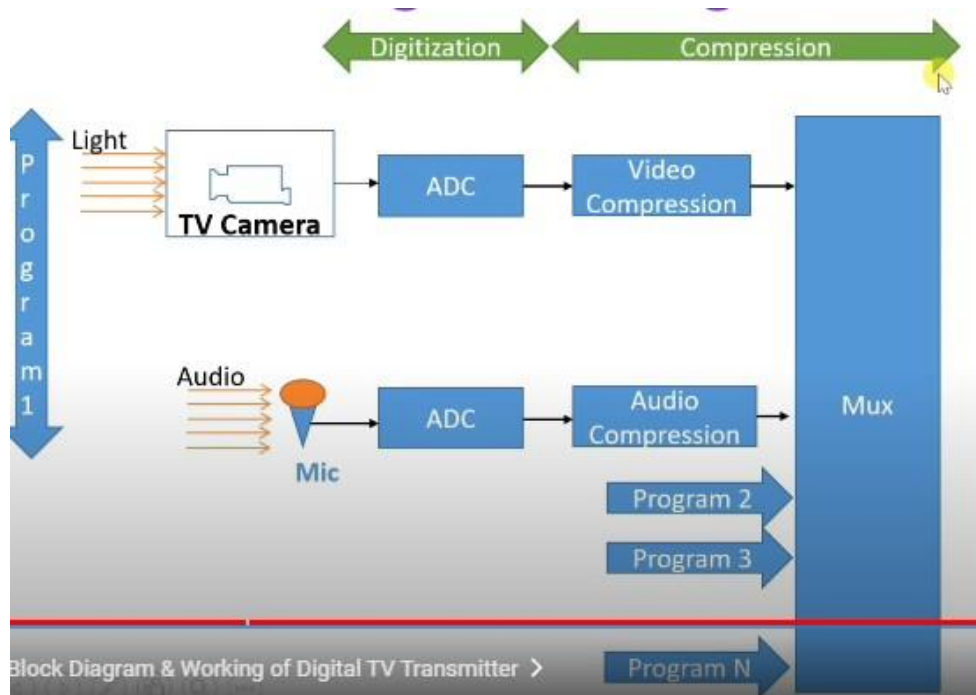 Digitization
Compression
Program 1
Light
TV Camera
ADC
Video
Compression
Audio
Mic
ADC
Audio
Compression
Mux
Program 2
Program 3
Program N
Block Diagram & Working of Digital TV Transmitter >